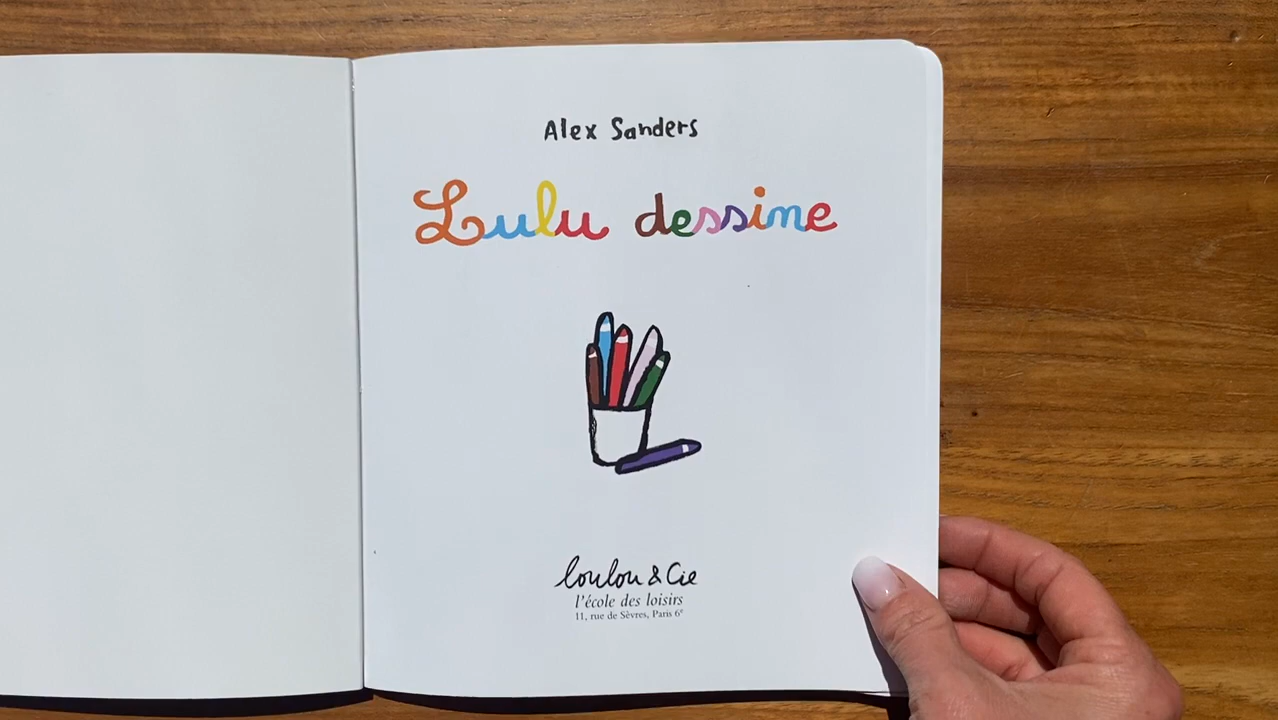 Alex Sanders
Lulu dessine
loulou & Cie
l'école des loisirs
11, rue de Sèvres, Paris 6e